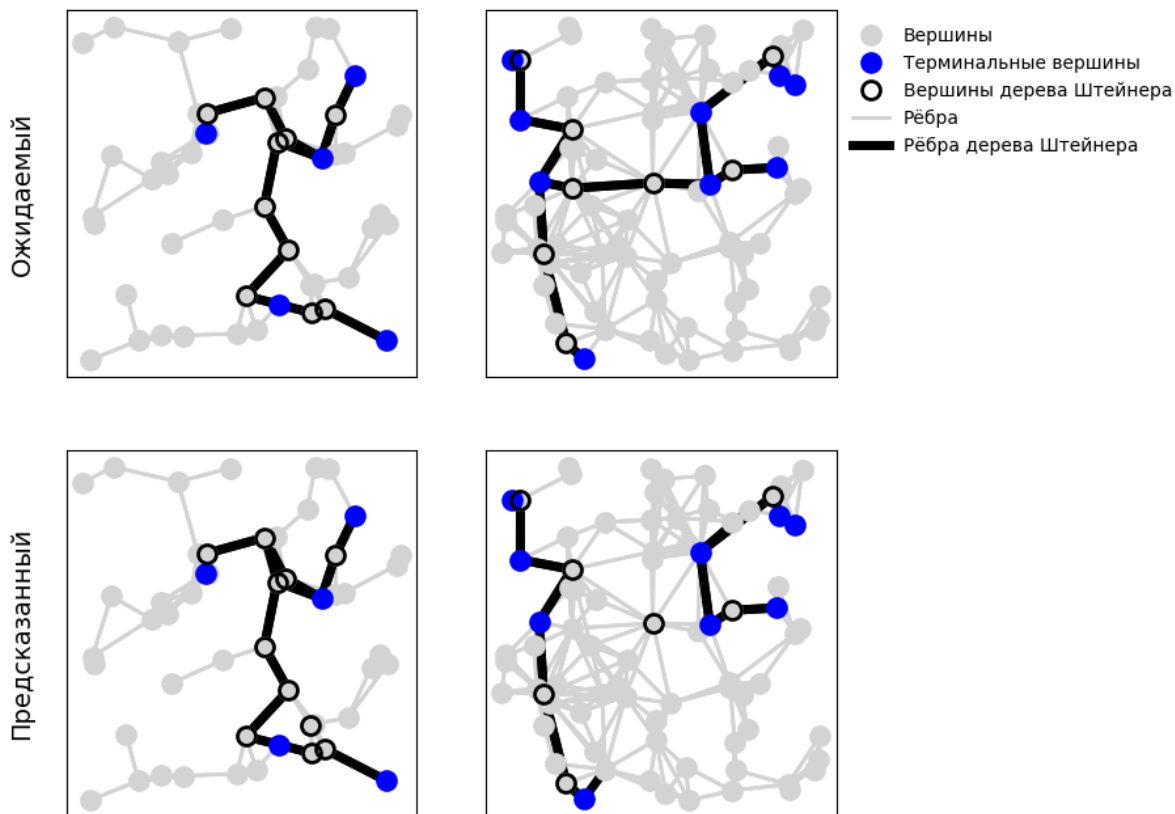 Ожидаемый
Вершины
Терминальные вершины
Вершины дерева Штейнера
Рёбра
Рёбра дерева Штейнера
Предсказанный